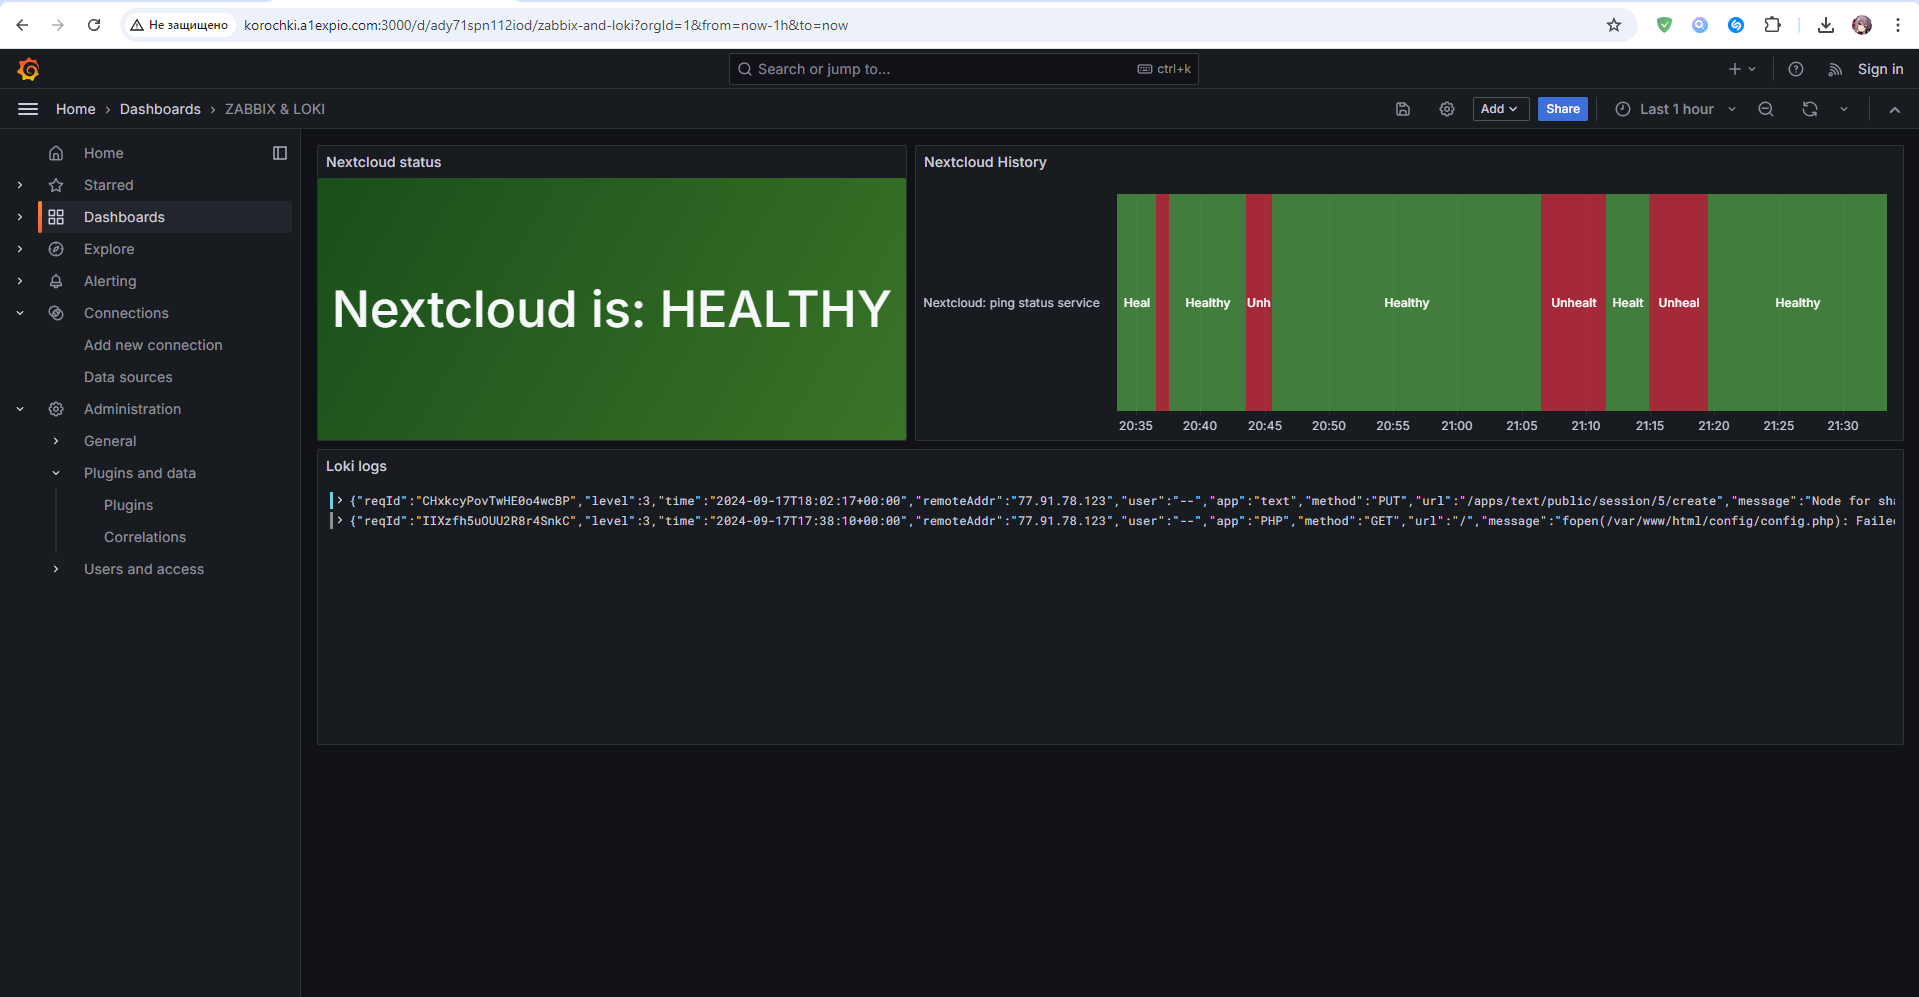 Не защищено korochki.a1expio.com:3000/d/ady71spn112iod/zabbix-and-loki?orgId=1&from=now-1h&to=now
Search or jump to... ctrl+k Sign in
Home Dashboards ZABBIX & LOKI Add Share Last 1 hour
Home
Starred
Dashboards
Explore
Alerting
Connections
Add new connection
Data sources
Administration
General
Plugins and data
Plugins
Correlations
Users and access
Nextcloud status
Nextcloud is: HEALTHY
Nextcloud History
Nextcloud: ping status service Heal Healthy Unh Healthy Unhealt Healt Unheal Healthy
20:35 20:40 20:45 20:50 20:55 21:00 21:05 21:10 21:15 21:20 21:25 21:30
Loki logs
{"reqId":"CHxkcyPovTwHE0o4wcBP","level":3,"time":"2024-09-17T18:02:17+00:00","remoteAddr":"77.91.78.123","user":"--","app":"text","method":"PUT","url":"/apps/text/public/session/5/create","message":"Node for sha
{"reqId":"IIXzfh5uOUU2R8r4SnkC","level":3,"time":"2024-09-17T17:38:10+00:00","remoteAddr":"77.91.78.123","user":"--","app":"PHP","method":"GET","url":"/","message":"fopen(/var/www/html/config/config.php): Failed